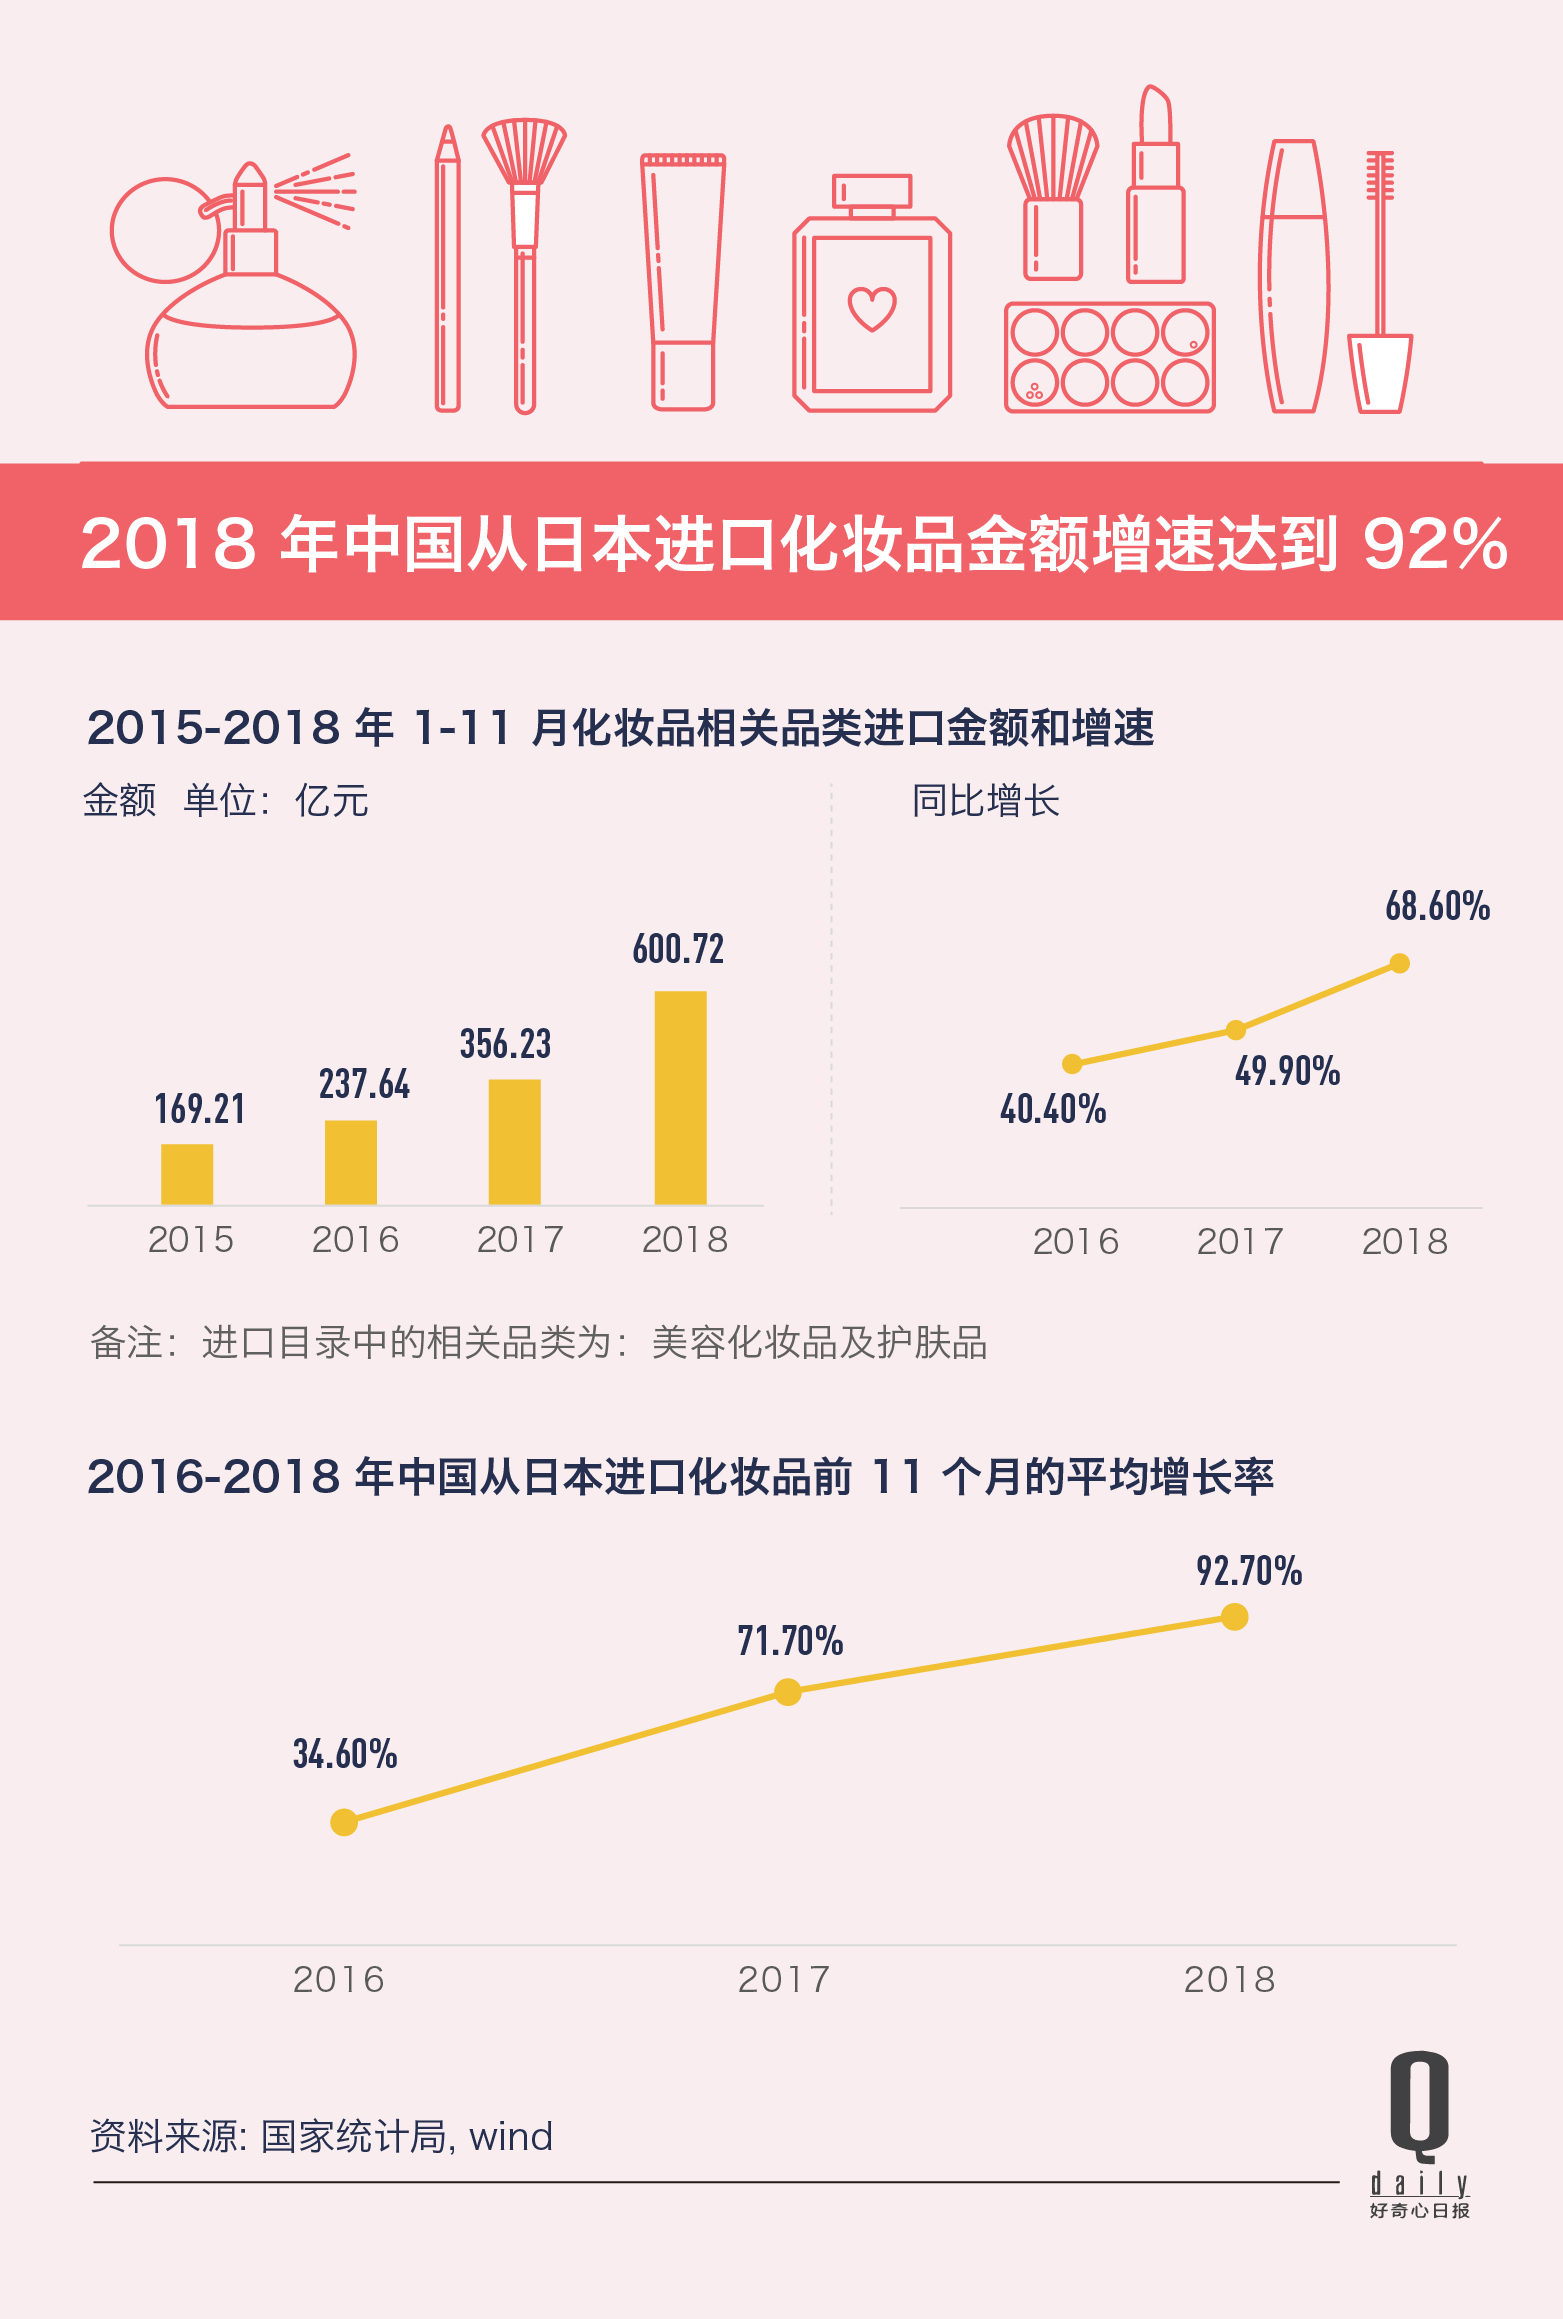 2018 年中国从日本进口化妆品金额增速达到 92%
2015-2018 年 1-11 月化妆品相关品类进口金额和增速
金额 单位：亿元
169.21
237.64
356.23
600.72
2015 2016 2017 2018
同比增长
40.40%
49.90%
68.60%
2016 2017 2018
备注：进口目录中的相关品类为：美容化妆品及护肤品
2016-2018 年中国从日本进口化妆品前 11 个月的平均增长率
34.60%
71.70%
92.70%
2016 2017 2018
资料来源: 国家统计局, wind
Q
daily
好奇心日报